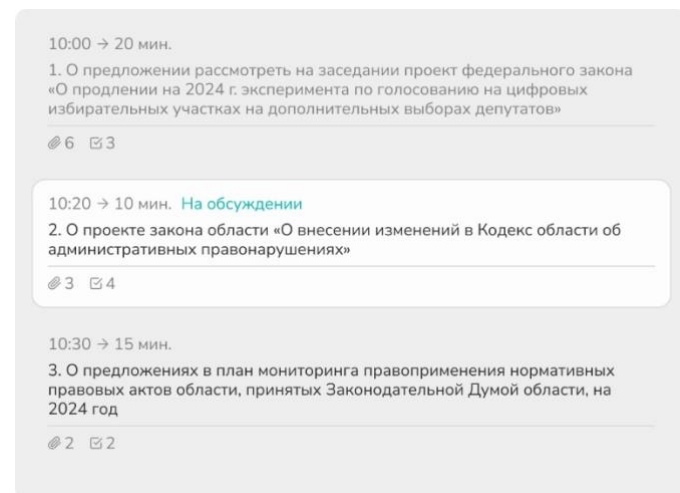 10:00 → 20 мин.
1. О предложении рассмотреть на заседании проект федерального закона
«О продлении на 2024 г. эксперимента по голосованию на цифровых
избирательных участках на дополнительных выборах депутатов»
6 3
10:20 → 10 мин. На обсуждении
2. О проекте закона области «О внесении изменений в Кодекс области об
административных правонарушениях»
3 4
10:30 → 15 мин.
3. О предложениях в план мониторинга правоприменения нормативных
правовых актов области, принятых Законодательной Думой области, на
2024 год
2 2